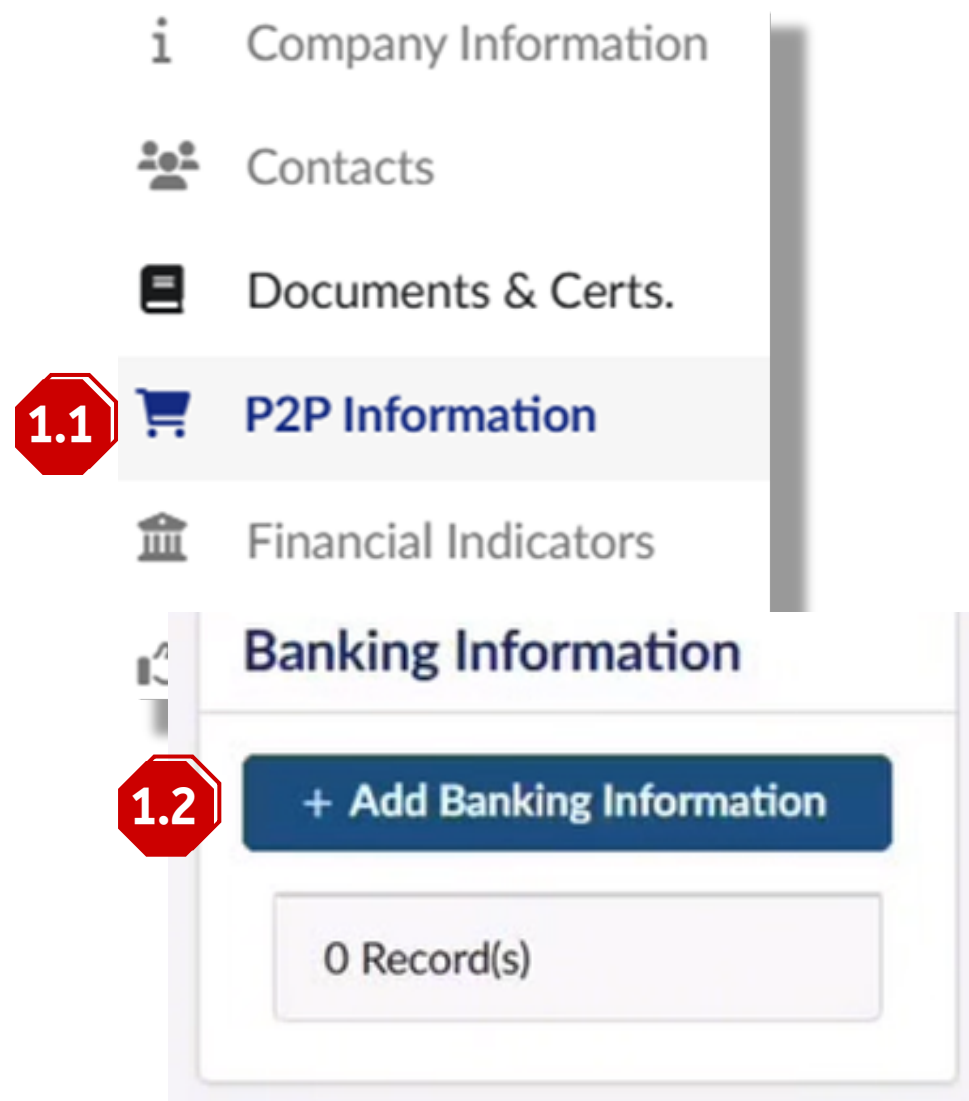 Company Information
Contacts
Documents & Certs.
1.1 P2P Information
Financial Indicators
Banking Information
1.2 + Add Banking Information
0 Record(s)